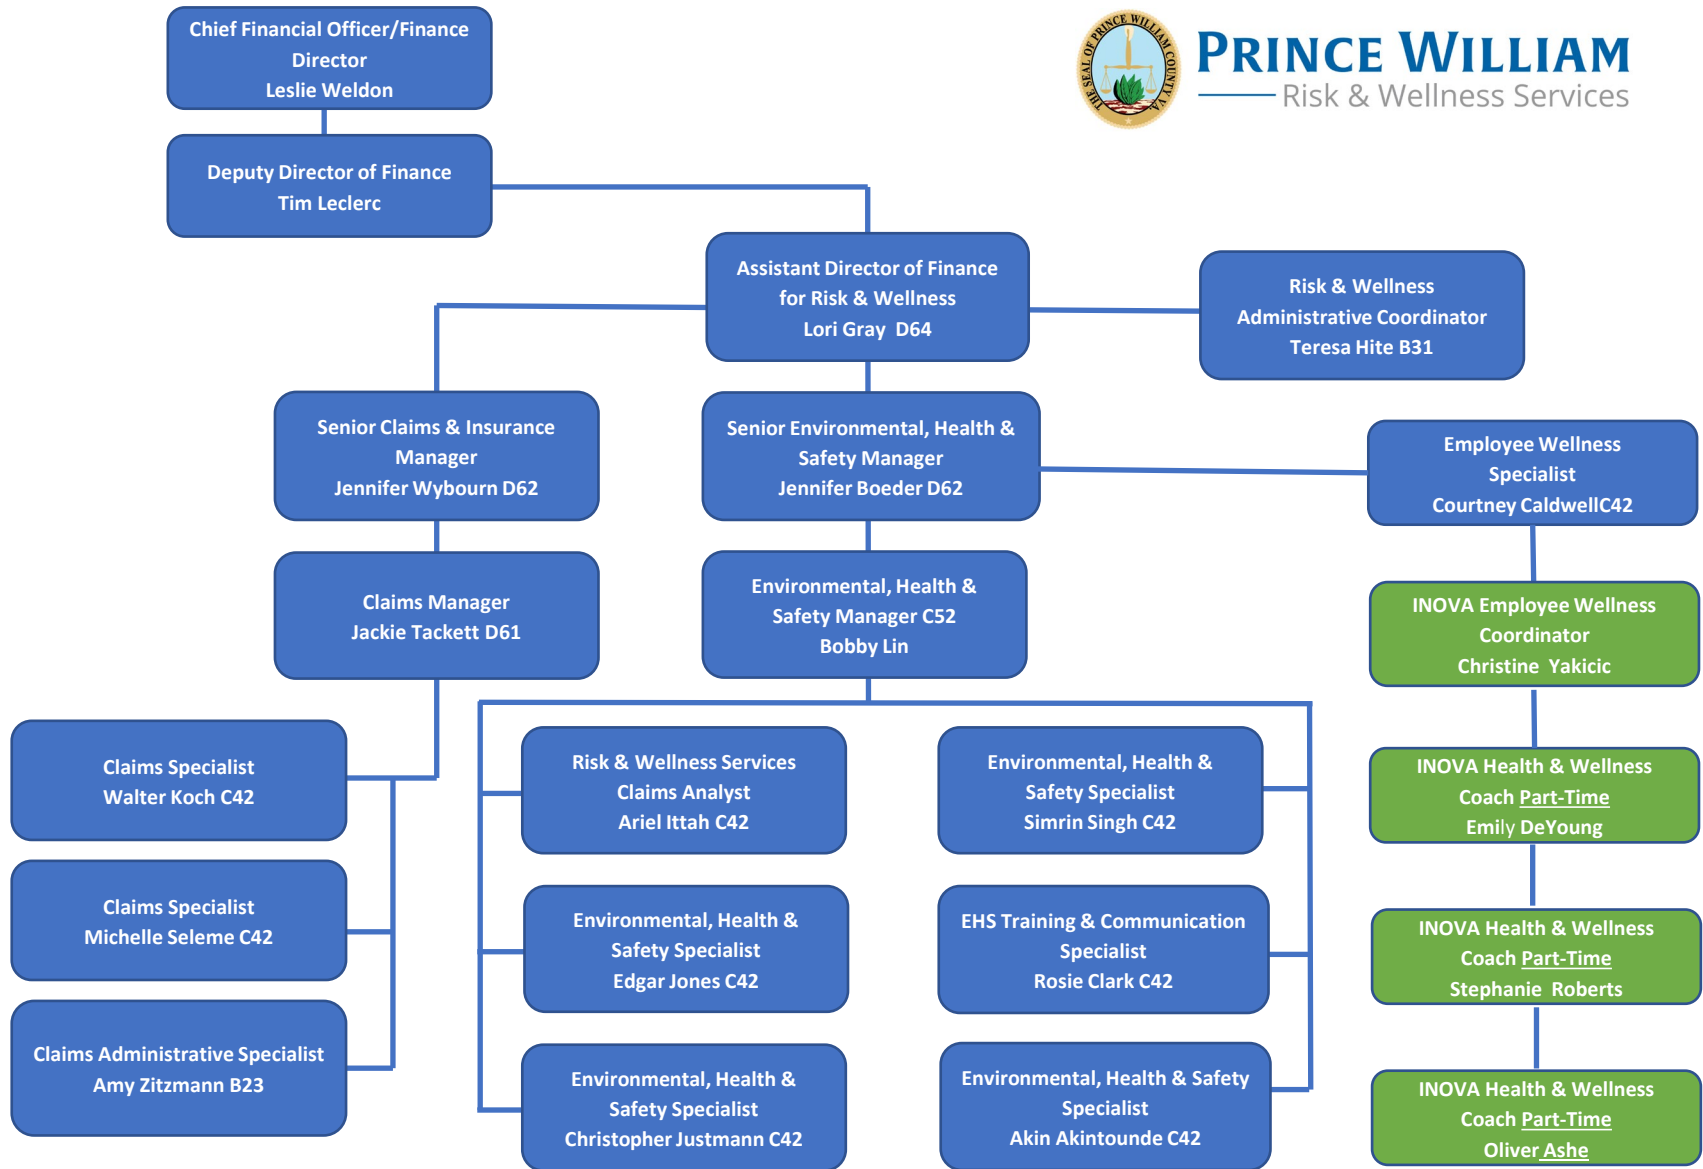 Chief Financial Officer/Finance
Director
Leslie Weldon
THE SEAL OF PRINCE WILLIAM COUNTY VA.
PRINCE WILLIAM
Risk & Wellness Services
Deputy Director of Finance
Tim Leclerc
Assistant Director of Finance
for Risk & Wellness
Lori Gray D64
Risk & Wellness
Administrative Coordinator
Teresa Hite B31
Senior Claims & Insurance
Manager
Jennifer Wybourn D62
Senior Environmental, Health &
Safety Manager
Jennifer Boeder D62
Employee Wellness
Specialist
Courtney CaldwellC42
Claims Manager
Jackie Tackett D61
Environmental, Health &
Safety Manager C52
Bobby Lin
INOVA Employee Wellness
Coordinator
Christine Yakicic
Claims Specialist
Walter Koch C42
Risk & Wellness Services
Claims Analyst
Ariel Ittah C42
Environmental, Health &
Safety Specialist
Simrin Singh C42
INOVA Health & Wellness
Coach Part-Time
Emily DeYoung
Claims Specialist
Michelle Seleme C42
Environmental, Health &
Safety Specialist
Edgar Jones C42
EHS Training & Communication
Specialist
Rosie Clark C42
INOVA Health & Wellness
Coach Part-Time
Stephanie Roberts
Claims Administrative Specialist
Amy Zitzmann B23
Environmental, Health &
Safety Specialist
Christopher Justmann C42
Environmental, Health & Safety
Specialist
Akin Akintounde C42
INOVA Health & Wellness
Coach Part-Time
Oliver Ashe